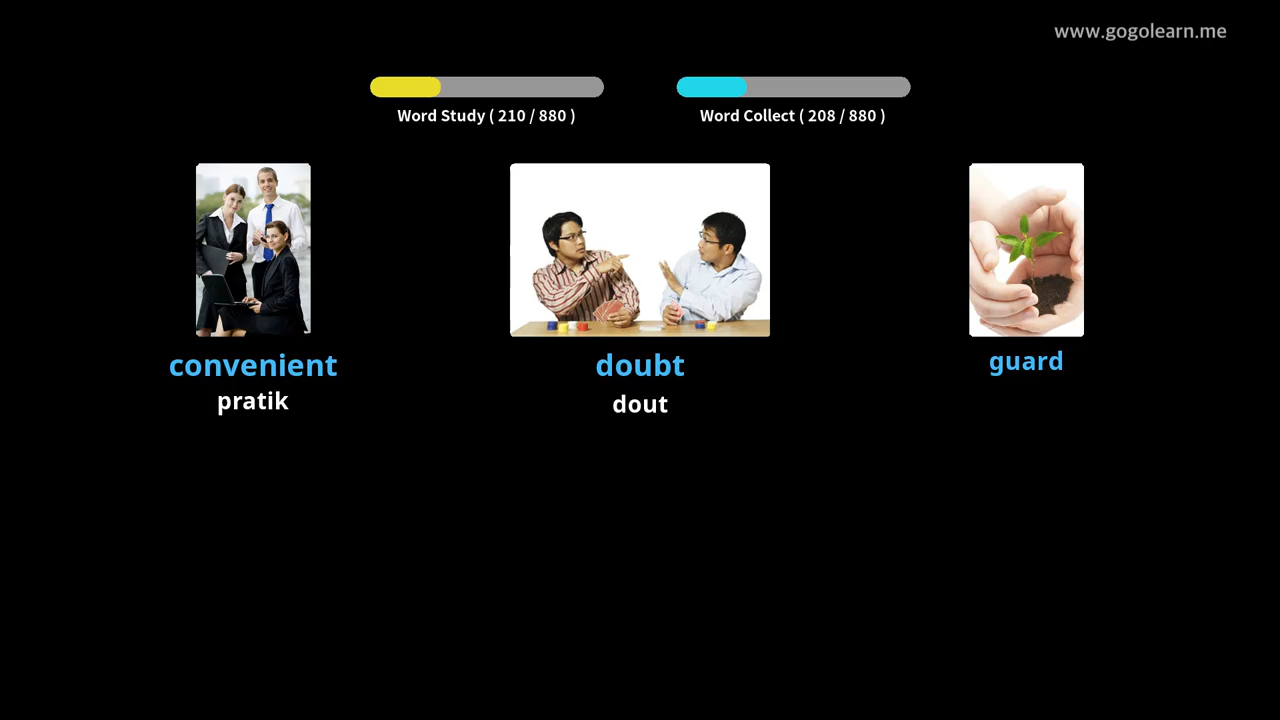 www.gogolearn.me
Word Study ( 210 / 880 )
Word Collect ( 208 / 880 )
convenient
pratik
doubt
dout
guard